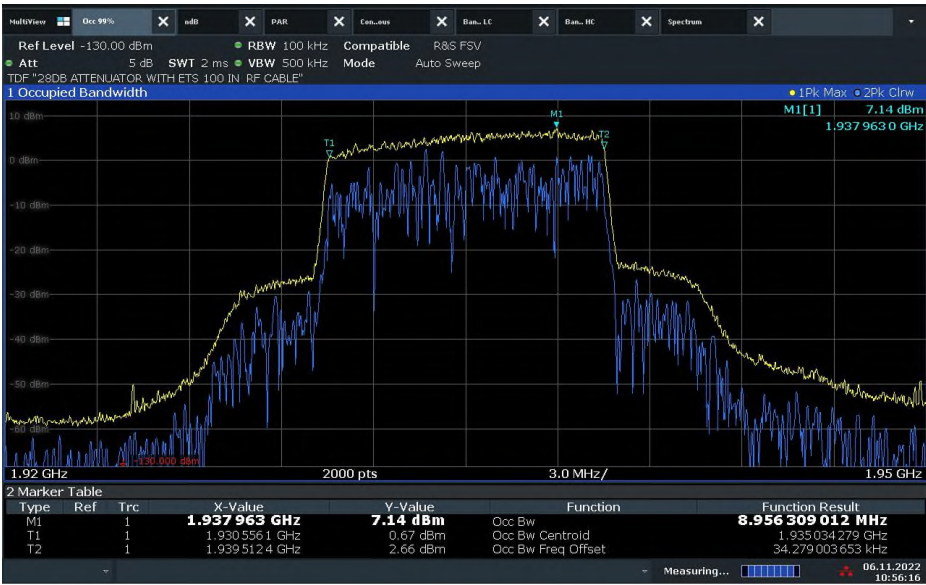 MultiView Occ 99% ndB PAR Con...ous Ban... LC Ban... HC Spectrum
Ref Level -130.00 dBm RBW 100 kHz Compatible R&S FSV
Att 5 dB SWT 2 ms VBW 500 kHz Mode Auto Sweep
TDF "28DB ATTENUATOR WITH ETS 100 IN RF CABLE"
1 Occupied Bandwidth 1Pk Max 2Pk Clrw
M1[1] 7.14 dBm
1.937 963 0 GHz
10 dBm
M1
T1
T2
0 dBm
-10 dBm
-20 dBm
-30 dBm
-40 dBm
-50 dBm
-60 dBm
-130.000 dBm
1.92 GHz 2000 pts 3.0 MHz/ 1.95 GHz
2 Marker Table
Type Ref Trc X-Value Y-Value Function Function Result
M1 1 1.937 963 GHz 7.14 dBm Occ Bw 8.956 309 012 MHz
T1 1 1.930 556 1 GHz 0.67 dBm Occ Bw Centroid 1.935 034 279 GHz
T2 1 1.939 512 4 GHz 2.66 dBm Occ Bw Freq Offset 34.279 003 653 kHz
Measuring... 06.11.2022
10:56:16